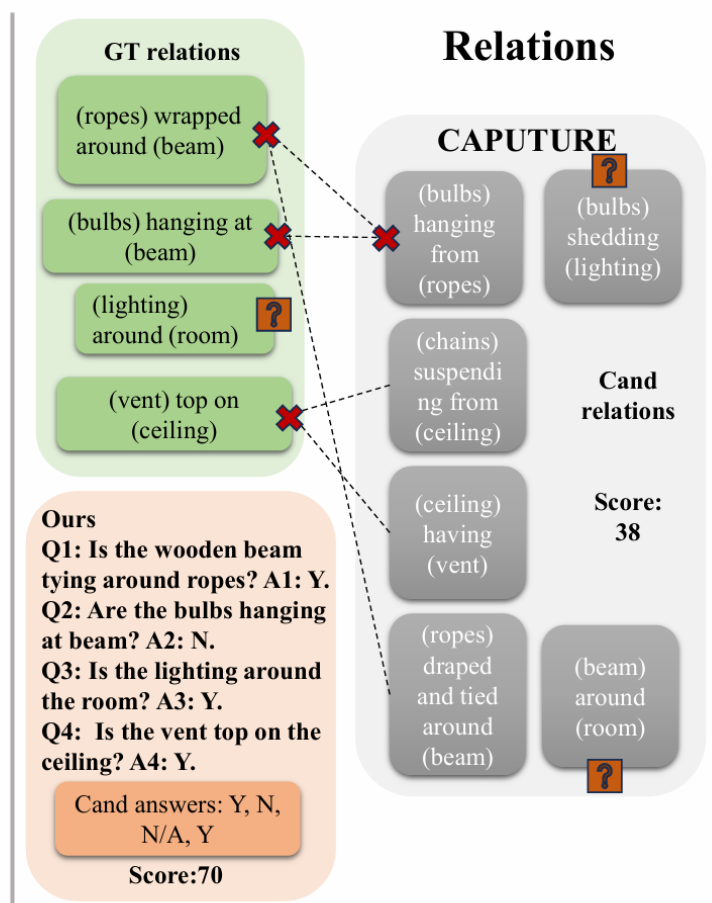 Relations
GT relations
(ropes) wrapped
around (beam)
(bulbs) hanging at
(beam)
(lighting)
around (room)
?
(vent) top on
(ceiling)
CAPUTURE
(bulbs)
hanging
from
(ropes)
?
(bulbs)
shedding
(lighting)
(chains)
suspendi
ng from
(ceiling)
Cand
relations
(ceiling)
having
(vent)
Score:
38
(ropes)
draped
and tied
around
(beam)
(beam)
around
(room)
?
Ours
Q1: Is the wooden beam
tying around ropes? A1: Y.
Q2: Are the bulbs hanging
at beam? A2: N.
Q3: Is the lighting around
the room? A3: Y.
Q4:  Is the vent top on the
ceiling? A4: Y.
Cand answers: Y, N,
N/A, Y
Score:70